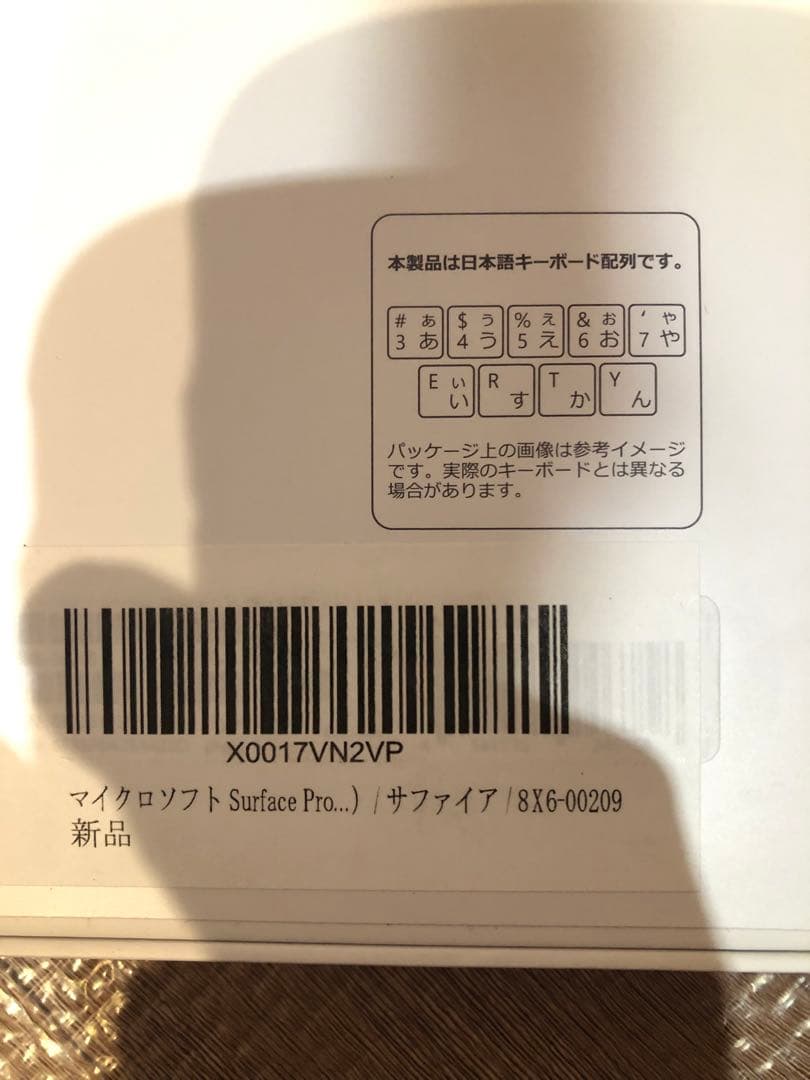 本製品は日本語キーボード配列です。
# ぁ 3 あ $ ぅ 4 う % ぇ 5 え & ぉ 6 お ' ゃ 7 や
E ぃ い R す T か Y ん
パッケージ上の画像は参考イメージ
です。実際のキーボードとは異なる
場合があります。
X0017VN2VP
マイクロソフト Surface Pro...) / サファイア / 8X6-00209
新品